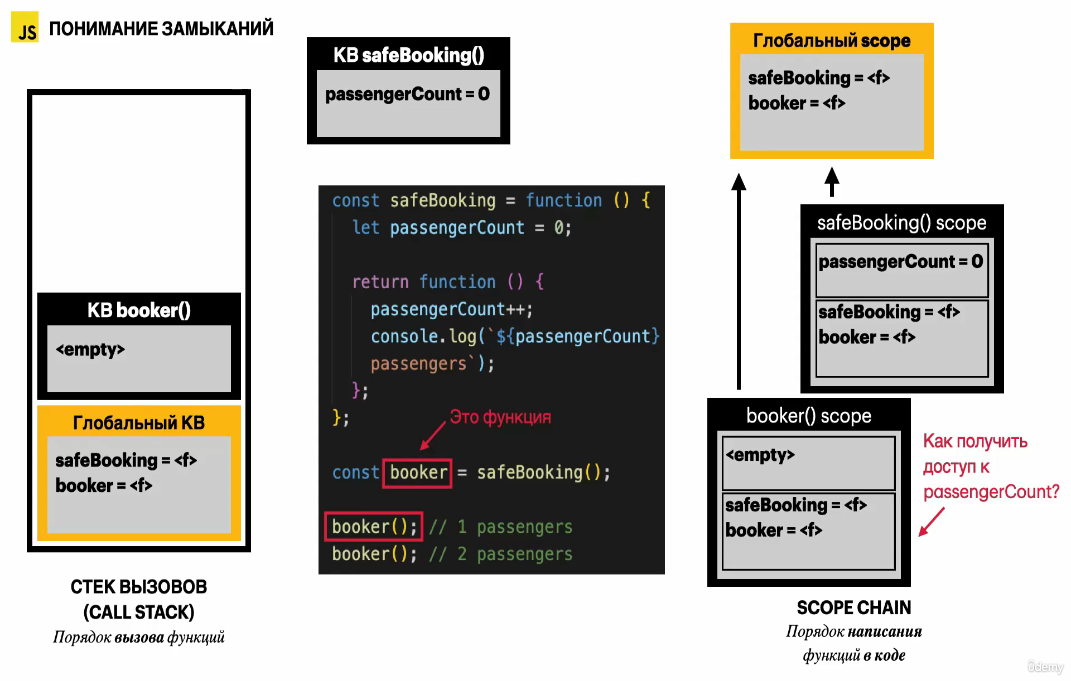 JS ПОНИМАНИЕ ЗАМЫКАНИЙ
КВ safeBooking()
passengerCount = 0
Глобальный scope
safeBooking = <f>
booker = <f>
КВ booker()
<empty>
Глобальный КВ
safeBooking = <f>
booker = <f>
СТЕК ВЫЗОВОВ
(CALL STACK)
Порядок вызова функций
const safeBooking = function () {
let passengerCount = 0;
return function () {
passengerCount++;
console.log(`${passengerCount}
passengers`);
};
};
Это функция
const booker = safeBooking();
booker(); // 1 passengers
booker(); // 2 passengers
safeBooking() scope
passengerCount = 0
safeBooking = <f>
booker = <f>
booker() scope
<empty>
safeBooking = <f>
booker = <f>
Как получить
доступ к
passengerCount?
SCOPE CHAIN
Порядок написания
функций в коде
ûdemy